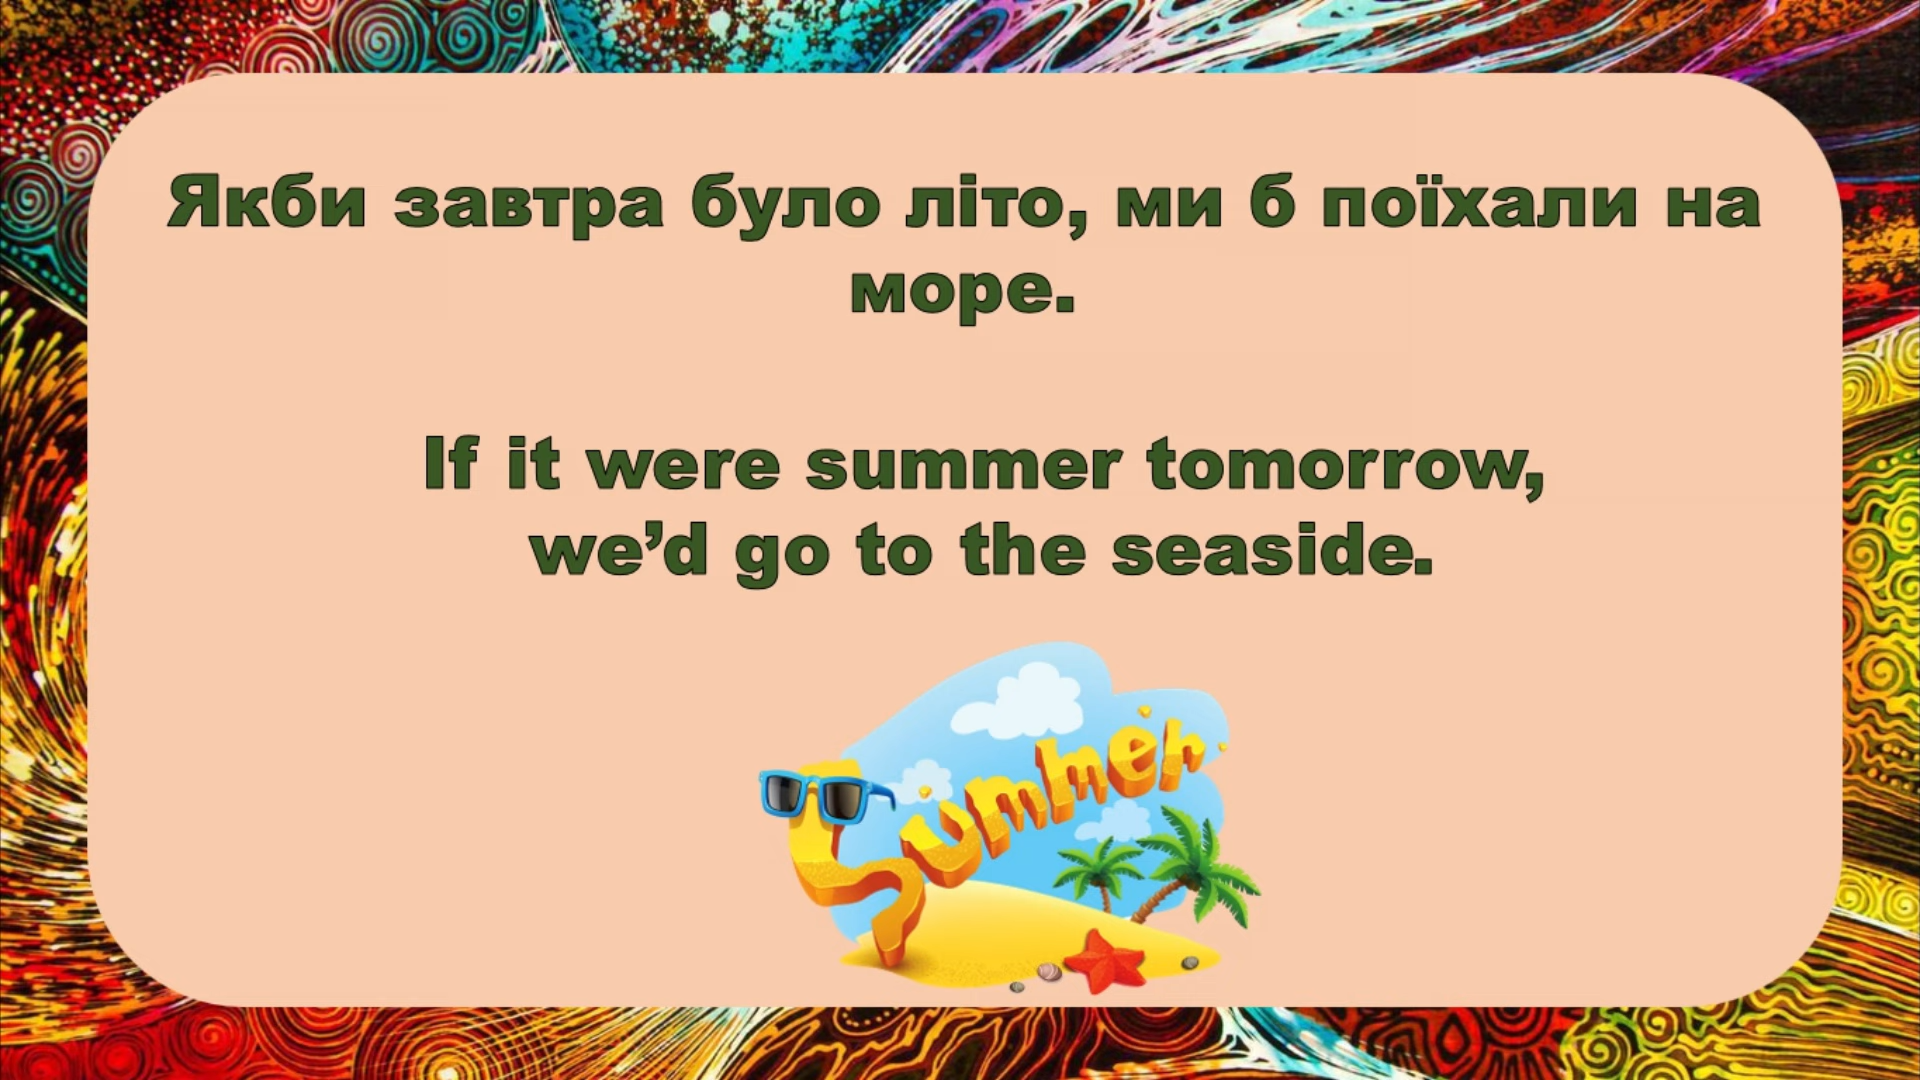 Якби завтра було літо, ми б поїхали на
море.
If it were summer tomorrow,
we’d go to the seaside.
Summer